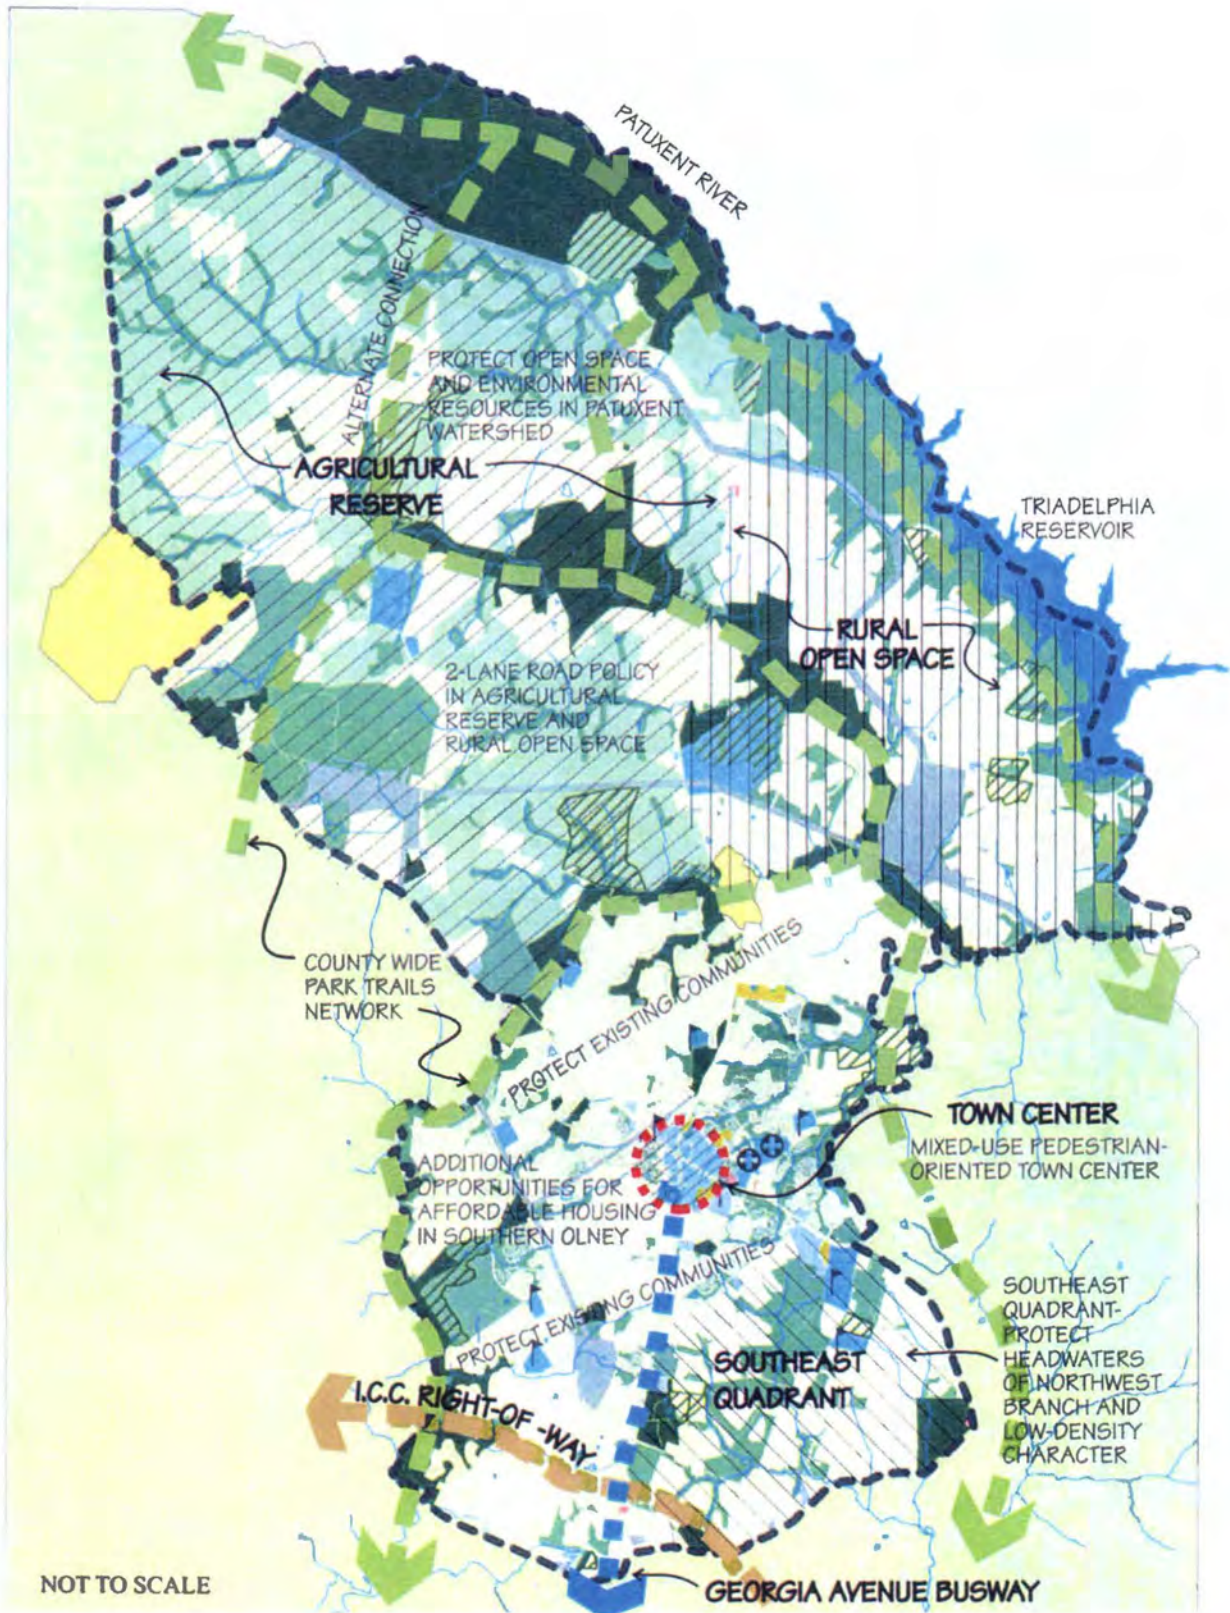 PATUXENT RIVER
ALTERNATE CONNECTION
PROTECT OPEN SPACE
AND ENVIRONMENTAL
RESOURCES IN PATUXENT
WATERSHED
AGRICULTURAL
RESERVE
TRIADELPHIA
RESERVOIR
RURAL
OPEN SPACE
2-LANE ROAD POLICY
IN AGRICULTURAL
RESERVE AND
RURAL OPEN SPACE
COUNTY WIDE
PARK TRAILS
NETWORK
PROTECT EXISTING COMMUNITIES
TOWN CENTER
MIXED-USE PEDESTRIAN-
ORIENTED TOWN CENTER
ADDITIONAL
OPPORTUNITIES FOR
AFFORDABLE HOUSING
IN SOUTHERN OLNEY
PROTECT EXISTING COMMUNITIES
SOUTHEAST
QUADRANT-
PROTECT
HEADWATERS
OF NORTHWEST
BRANCH AND
LOW-DENSITY
CHARACTER
SOUTHEAST
QUADRANT
I.C.C. RIGHT-OF-WAY
NOT TO SCALE
GEORGIA AVENUE BUSWAY